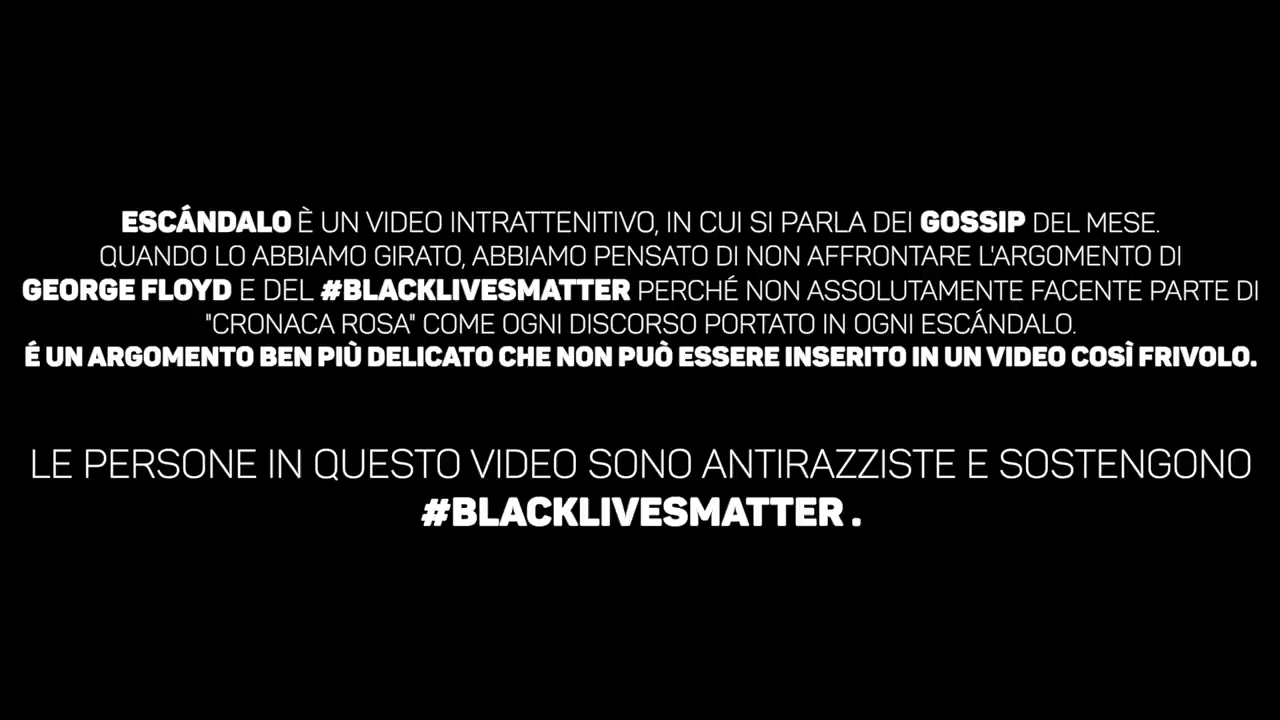 ESCÁNDALO È UN VIDEO INTRATTENITIVO, IN CUI SI PARLA DEI GOSSIP DEL MESE.
QUANDO LO ABBIAMO GIRATO, ABBIAMO PENSATO DI NON AFFRONTARE L'ARGOMENTO DI
GEORGE FLOYD E DEL #BLACKLIVESMATTER PERCHÉ NON ASSOLUTAMENTE FACENTE PARTE DI
"CRONACA ROSA" COME OGNI DISCORSO PORTATO IN OGNI ESCÁNDALO.
É UN ARGOMENTO BEN PIÙ DELICATO CHE NON PUÒ ESSERE INSERITO IN UN VIDEO COSÌ FRIVOLO.
LE PERSONE IN QUESTO VIDEO SONO ANTIRAZZISTE E SOSTENGONO
#BLACKLIVESMATTER .